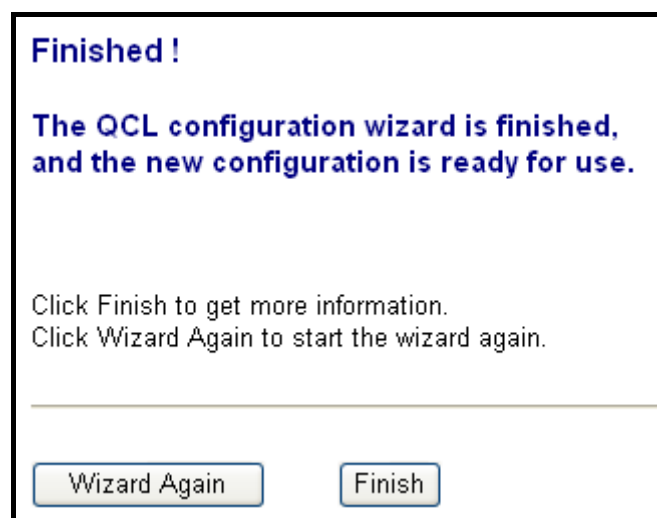 Finished !
The QCL configuration wizard is finished,
and the new configuration is ready for use.
Click Finish to get more information.
Click Wizard Again to start the wizard again.
Wizard Again
Finish